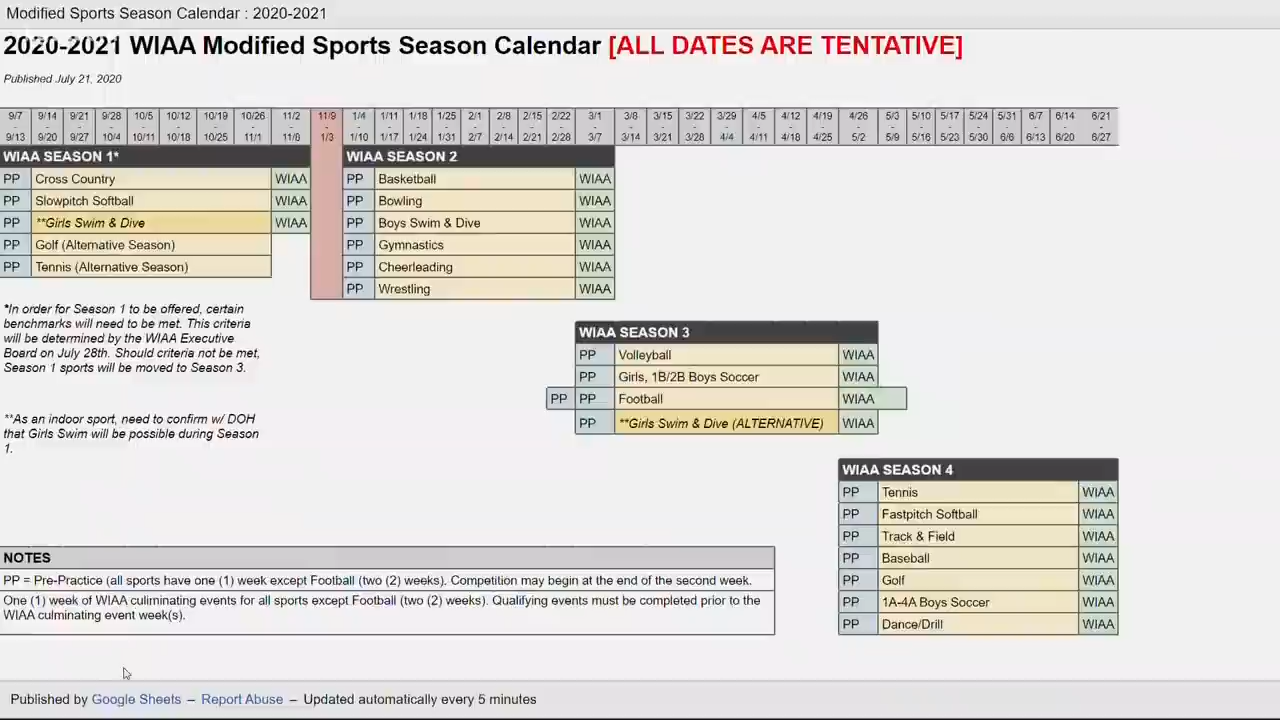 Modified Sports Season Calendar : 2020-2021
2020-2021 WIAA Modified Sports Season Calendar [ALL DATES ARE TENTATIVE]
Published July 21, 2020
9/7 9/14 9/21 9/28 10/5 10/12 10/19 10/26 11/2 11/9 1/4 1/11 1/18 1/25 2/1 2/8 2/15 2/22 3/1 3/8 3/15 3/22 3/29 4/5 4/12 4/19 4/26 5/3 5/10 5/17 5/24 5/31 6/7 6/14 6/21
- - - - - - - - - - - - - - - - - - - - - - - - - - - - - - - - - - -
9/13 9/20 9/27 10/4 10/11 10/18 10/25 11/1 11/8 1/3 1/10 1/17 1/24 1/31 2/7 2/14 2/21 2/28 3/7 3/14 3/21 3/28 4/4 4/11 4/18 4/25 5/2 5/9 5/16 5/23 5/30 6/6 6/13 6/20 6/27
WIAA SEASON 1* WIAA SEASON 2
PP Cross Country WIAA PP Basketball WIAA
PP Slowpitch Softball WIAA PP Bowling WIAA
PP **Girls Swim & Dive WIAA PP Boys Swim & Dive WIAA
PP Golf (Alternative Season) PP Gymnastics WIAA
PP Tennis (Alternative Season) PP Cheerleading WIAA
PP Wrestling WIAA
*In order for Season 1 to be offered, certain
benchmarks will need to be met. This criteria
will be determined by the WIAA Executive
Board on July 28th. Should criteria not be met,
Season 1 sports will be moved to Season 3.
WIAA SEASON 3
PP Volleyball WIAA
PP Girls, 1B/2B Boys Soccer WIAA
PP PP Football WIAA
PP **Girls Swim & Dive (ALTERNATIVE) WIAA
**As an indoor sport, need to confirm w/ DOH
that Girls Swim will be possible during Season
1.
WIAA SEASON 4
PP Tennis WIAA
PP Fastpitch Softball WIAA
PP Track & Field WIAA
PP Baseball WIAA
PP Golf WIAA
PP 1A-4A Boys Soccer WIAA
PP Dance/Drill WIAA
NOTES
PP = Pre-Practice (all sports have one (1) week except Football (two (2) weeks). Competition may begin at the end of the second week.
One (1) week of WIAA culiminating events for all sports except Football (two (2) weeks). Qualifying events must be completed prior to the
WIAA culminating event week(s).
Published by Google Sheets – Report Abuse – Updated automatically every 5 minutes